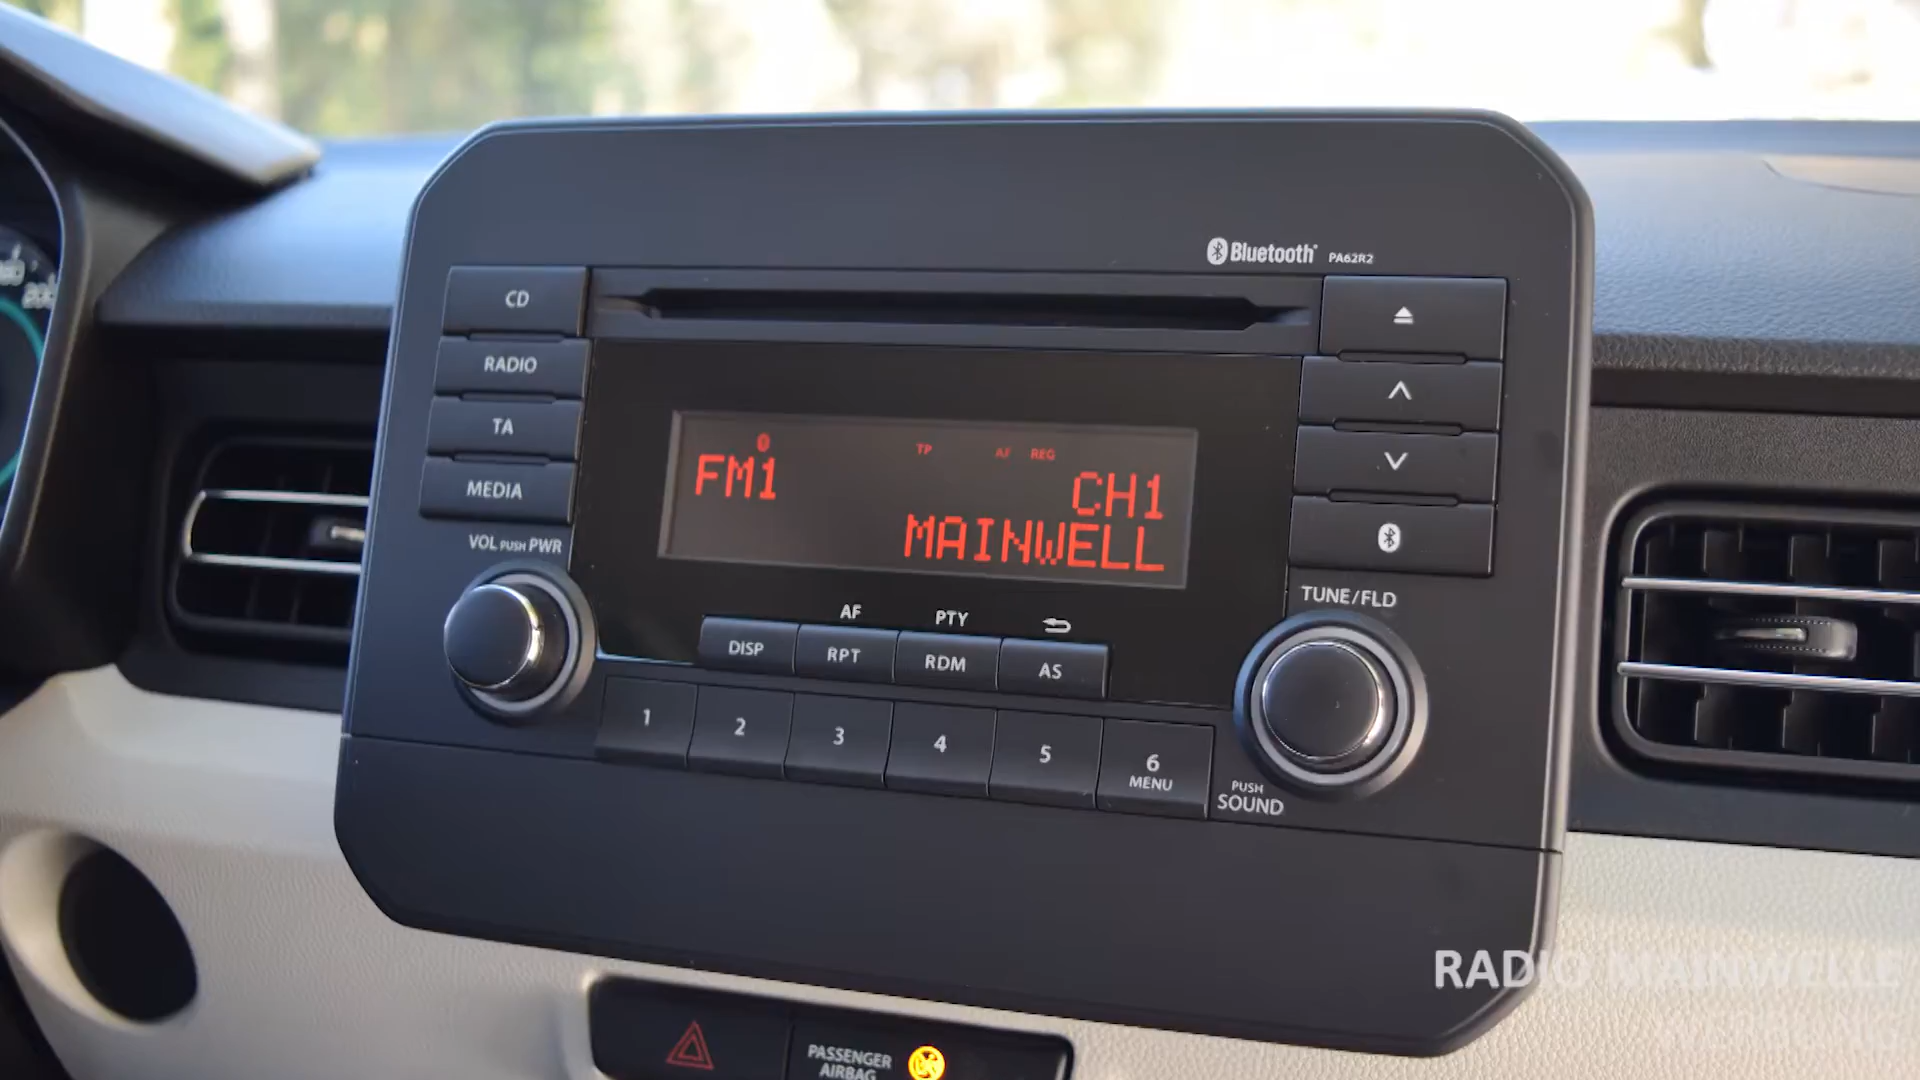 Bluetooth PA62R2
CD
RADIO
TA
MEDIA
VOL PUSH PWR
TP AF REG
FM1
CH1
MAINWELL
TUNE/FLD
AF PTY
DISP RPT RDM AS
1 2 3 4 5 6
MENU
PUSH
SOUND
RADIO MAINWELL
PASSENGER
AIRBAG